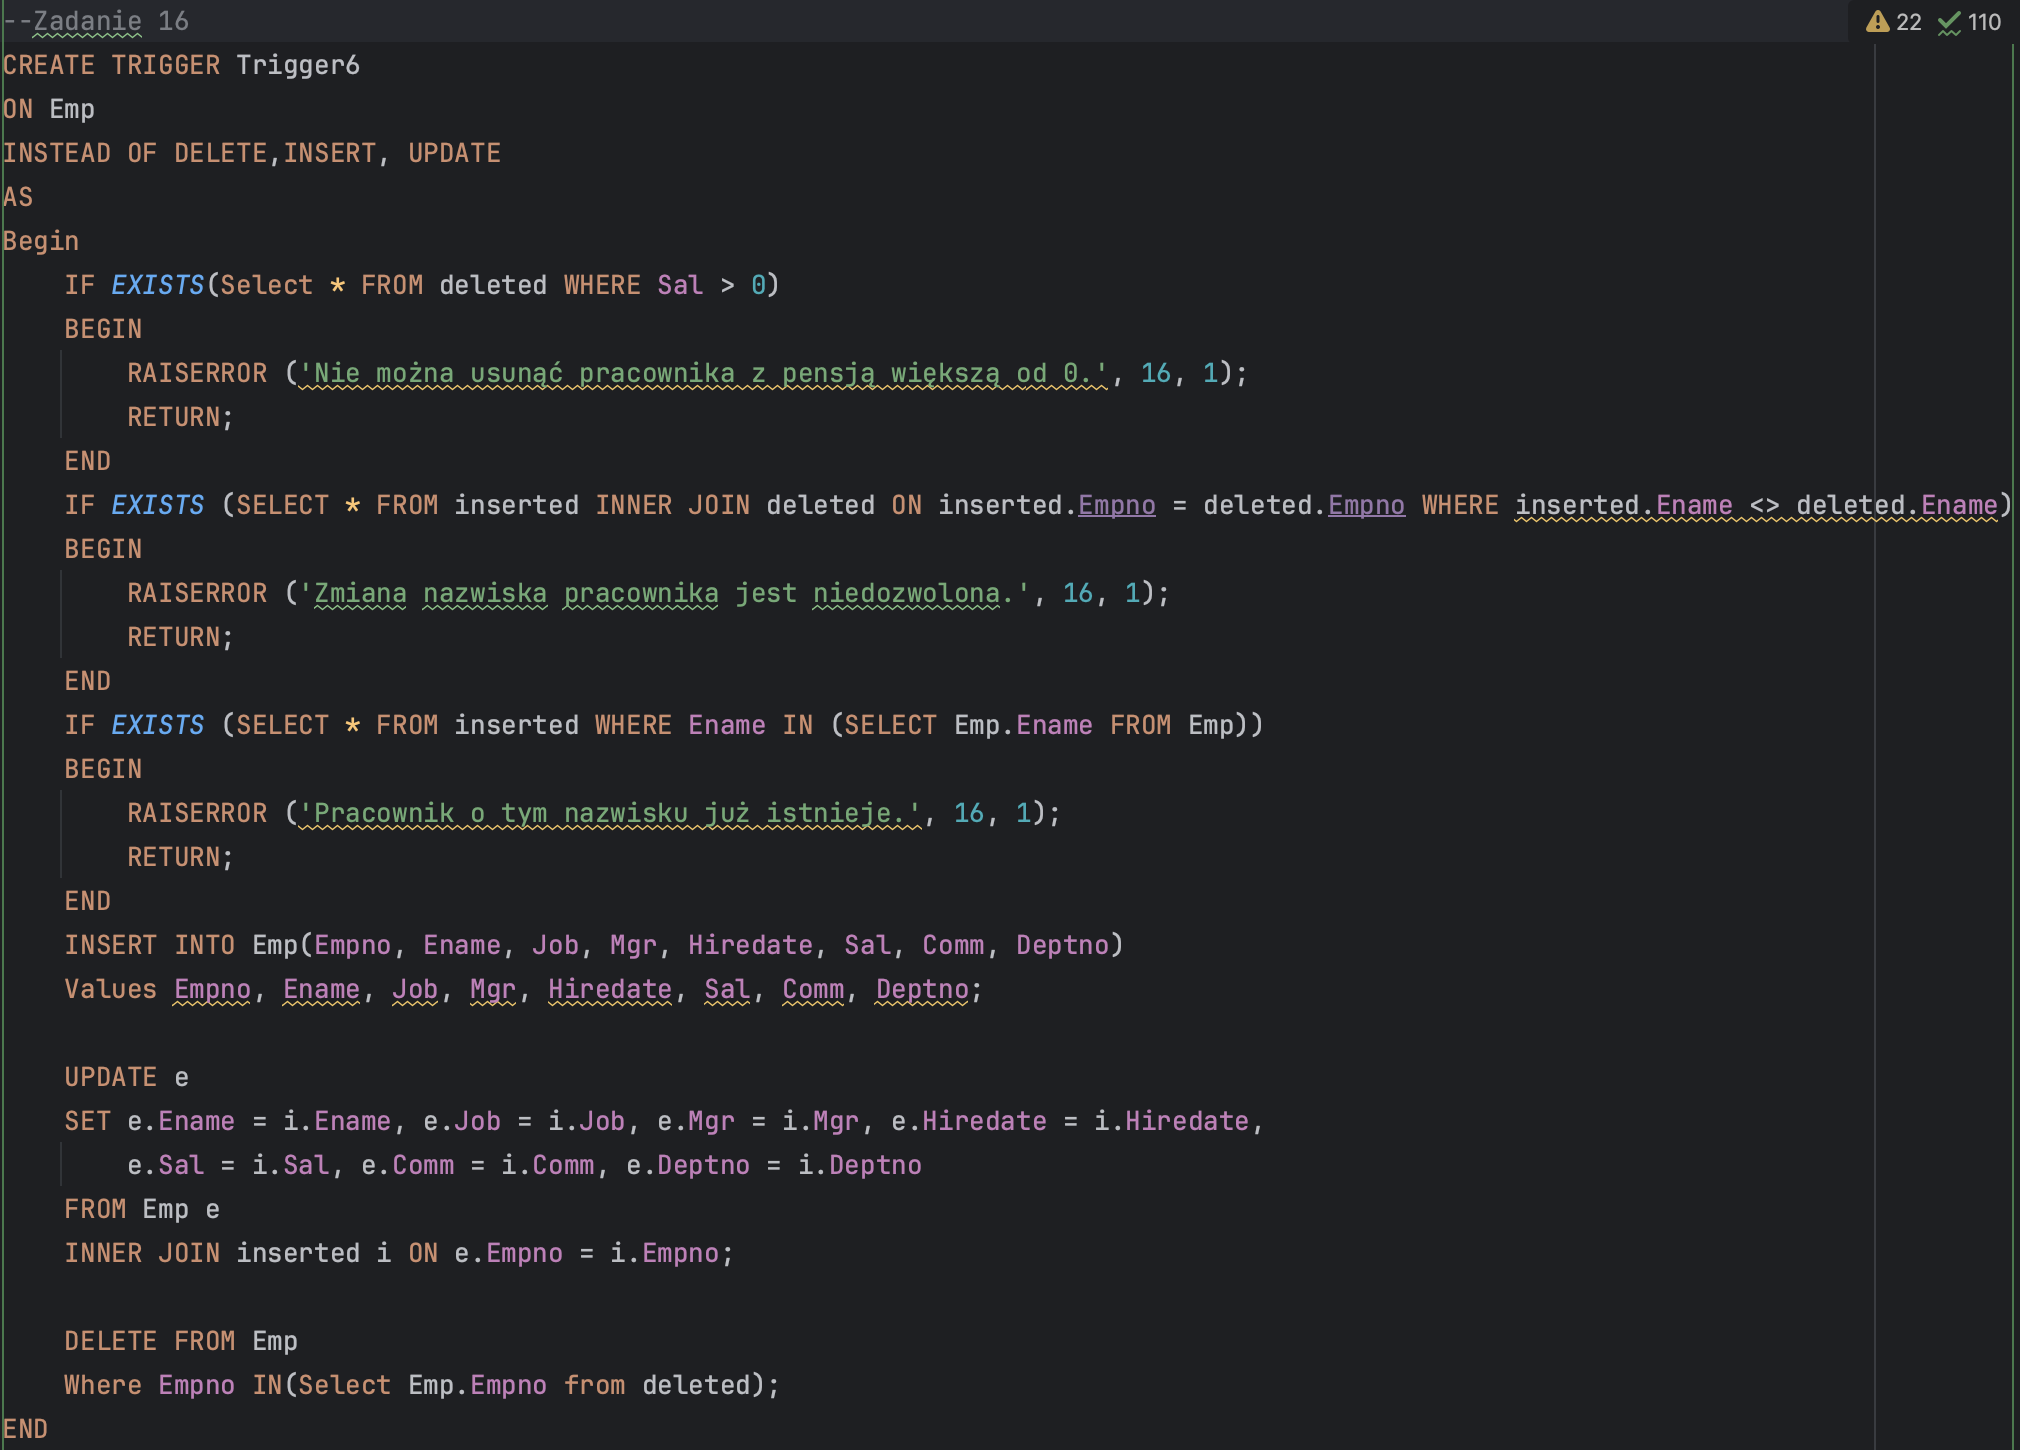 --Zadanie 16
22 110
CREATE TRIGGER Trigger6
ON Emp
INSTEAD OF DELETE,INSERT, UPDATE
AS
Begin
IF EXISTS(Select * FROM deleted WHERE Sal > 0)
BEGIN
RAISERROR ('Nie można usunąć pracownika z pensją większą od 0.', 16, 1);
RETURN;
END
IF EXISTS (SELECT * FROM inserted INNER JOIN deleted ON inserted.Empno = deleted.Empno WHERE inserted.Ename <> deleted.Ename)
BEGIN
RAISERROR ('Zmiana nazwiska pracownika jest niedozwolona.', 16, 1);
RETURN;
END
IF EXISTS (SELECT * FROM inserted WHERE Ename IN (SELECT Emp.Ename FROM Emp))
BEGIN
RAISERROR ('Pracownik o tym nazwisku już istnieje.', 16, 1);
RETURN;
END
INSERT INTO Emp(Empno, Ename, Job, Mgr, Hiredate, Sal, Comm, Deptno)
Values Empno, Ename, Job, Mgr, Hiredate, Sal, Comm, Deptno;
UPDATE e
SET e.Ename = i.Ename, e.Job = i.Job, e.Mgr = i.Mgr, e.Hiredate = i.Hiredate,
e.Sal = i.Sal, e.Comm = i.Comm, e.Deptno = i.Deptno
FROM Emp e
INNER JOIN inserted i ON e.Empno = i.Empno;
DELETE FROM Emp
Where Empno IN(Select Emp.Empno from deleted);
END